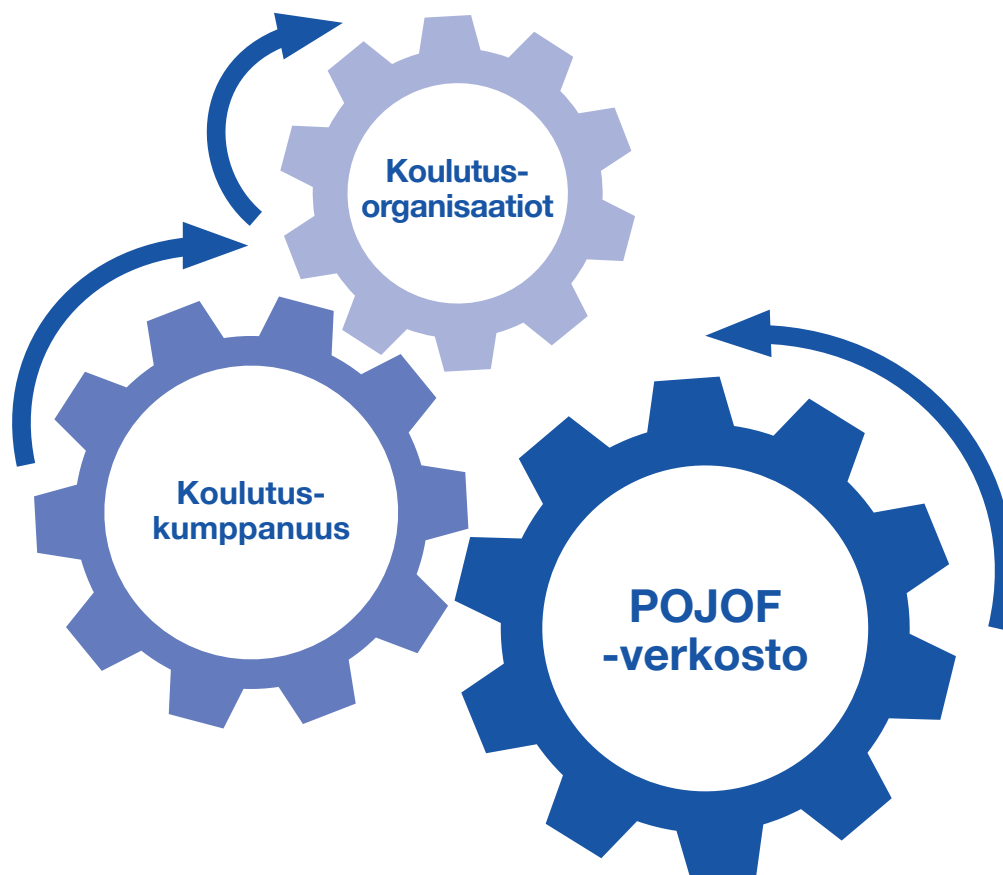 Koulutus-
organisaatiot
Koulutus-
kumppanuus
POJOF
-verkosto